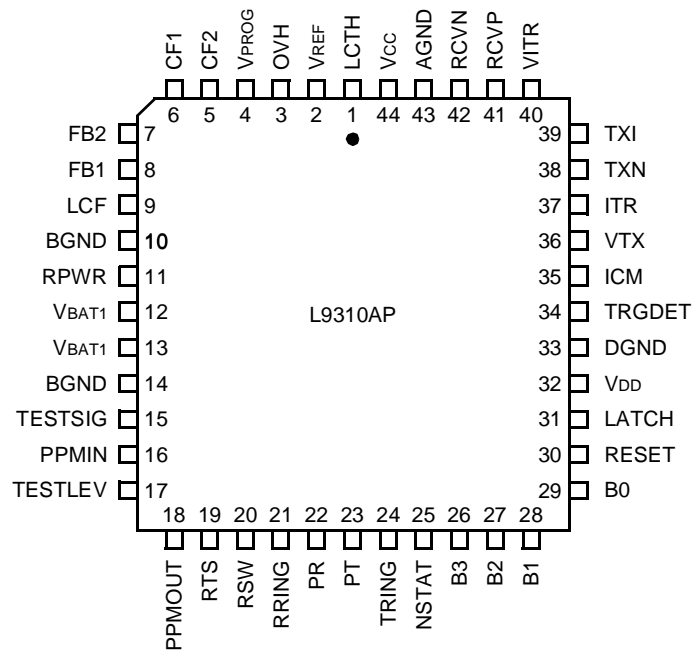 CF1
CF2
VPROG
OVH
VREF
LCTH
VCC
AGND
RCVN
RCVP
VITR
6 5 4 3 2 1 44 43 42 41 40
FB2 7 39 TXI
FB1 8 38 TXN
LCF 9 37 ITR
BGND 10 36 VTX
RPWR 11 35 ICM
VBAT1 12 L9310AP 34 TRGDET
VBAT1 13 33 DGND
BGND 14 32 VDD
TESTSIG 15 31 LATCH
PPMIN 16 30 RESET
TESTLEV 17 29 B0
18 19 20 21 22 23 24 25 26 27 28
PPMOUT
RTS
RSW
RRING
PR
PT
TRING
NSTAT
B3
B2
B1